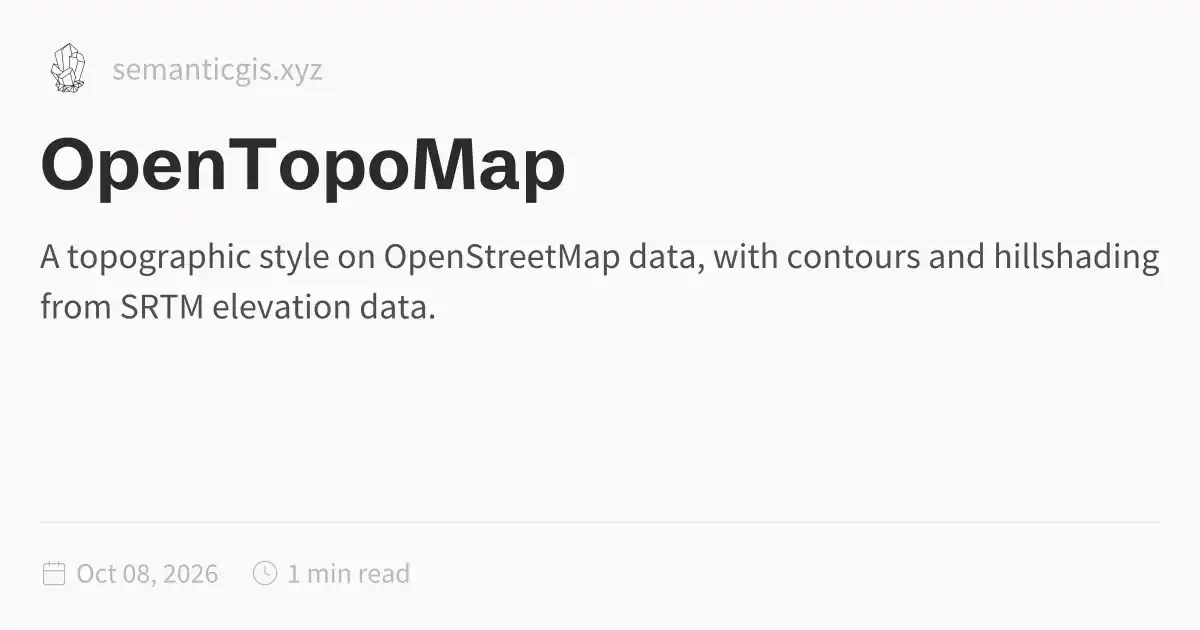 semanticgis.xyz
OpenTopoMap
A topographic style on OpenStreetMap data, with contours and hillshading
from SRTM elevation data.
Oct 08, 2026 1 min read